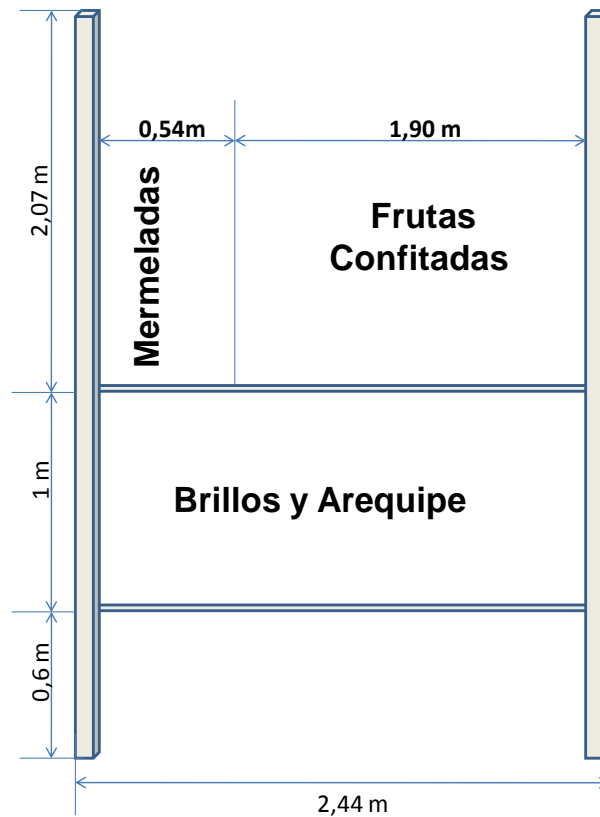 0,54m
1,90 m
2,07 m
Mermeladas
Frutas
Confitadas
1 m
Brillos y Arequipe
0,6 m
2,44 m